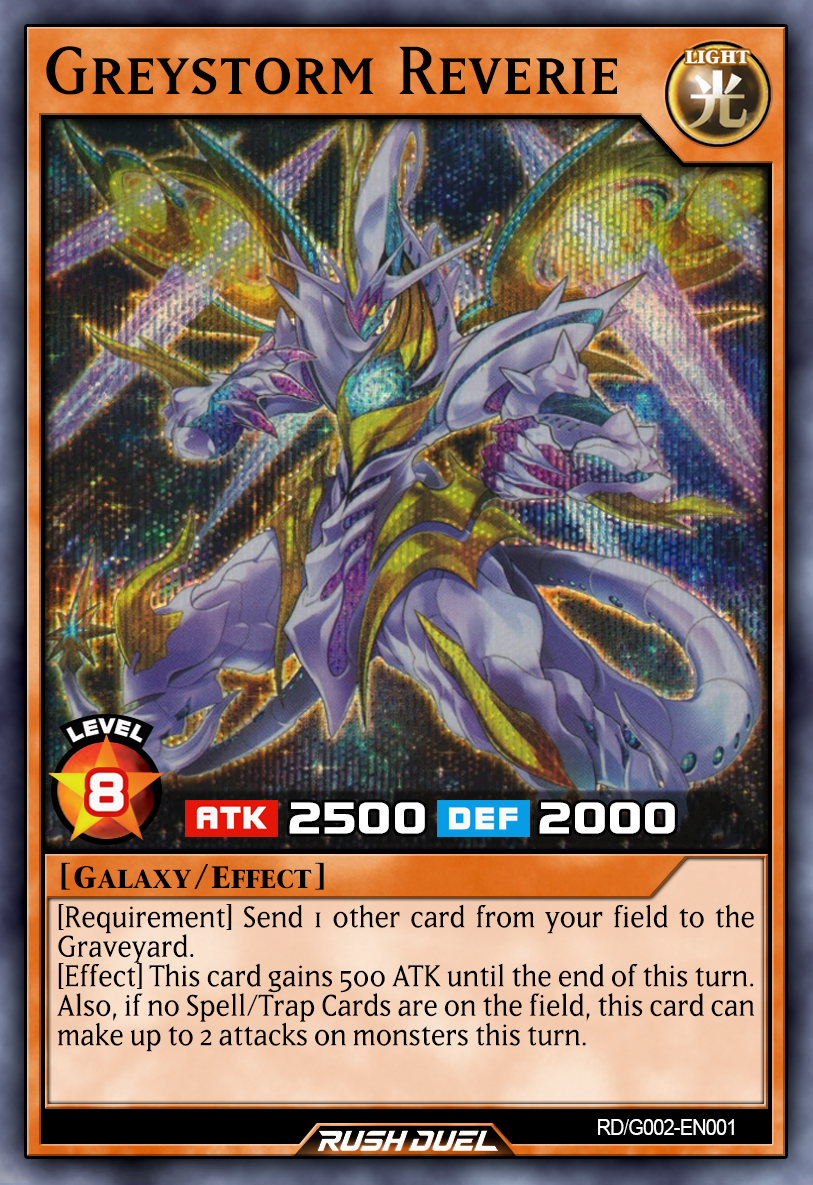 Greystorm Reverie
LIGHT
光
LEVEL
8
ATK 2500 DEF 2000
[Galaxy/Effect]
[Requirement] Send 1 other card from your field to the
Graveyard.
[Effect] This card gains 500 ATK until the end of this turn.
Also, if no Spell/Trap Cards are on the field, this card can
make up to 2 attacks on monsters this turn.
RD/G002-EN001
RUSH DUEL